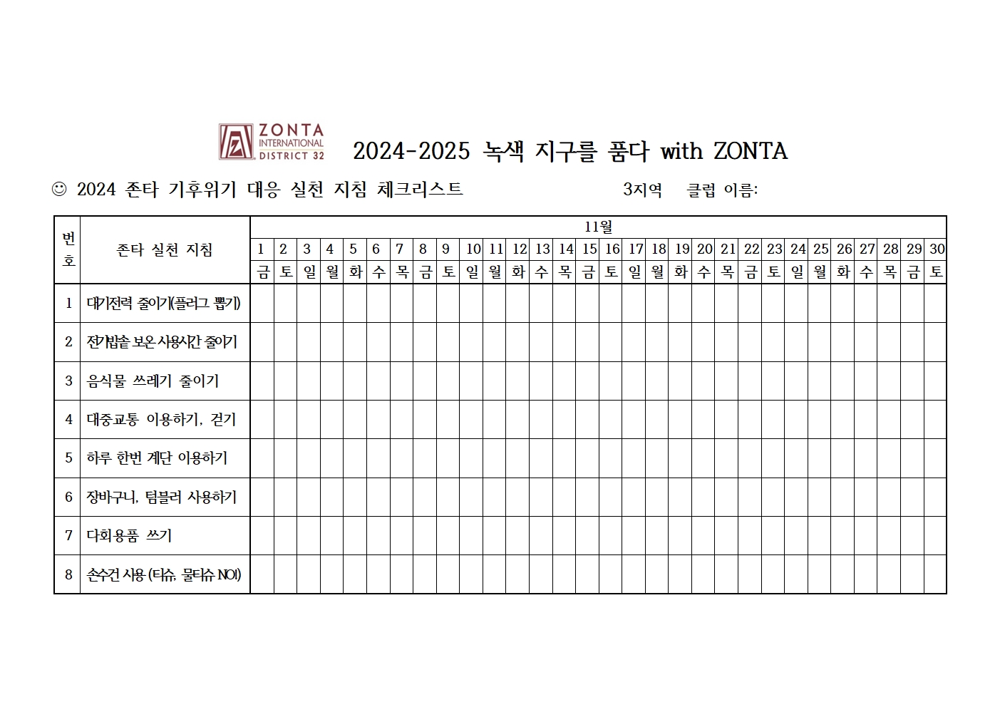 ZONTA
INTERNATIONAL
DISTRICT 32
2024-2025 녹색 지구를 품다 with ZONTA
☺ 2024 존타 기후위기 대응 실천 지침 체크리스트 3지역 클럽 이름:
번호 존타 실천 지침 11월
1 2 3 4 5 6 7 8 9 10 11 12 13 14 15 16 17 18 19 20 21 22 23 24 25 26 27 28 29 30
금 토 일 월 화 수 목 금 토 일 월 화 수 목 금 토 일 월 화 수 목 금 토 일 월 화 수 목 금 토
1 대기전력 줄이기(플러그 뽑기)
2 전기밥솥 보온 사용시간 줄이기
3 음식물 쓰레기 줄이기
4 대중교통 이용하기, 걷기
5 하루 한번 계단 이용하기
6 장바구니, 텀블러 사용하기
7 다회용품 쓰기
8 손수건 사용 (티슈, 물티슈 NO!)